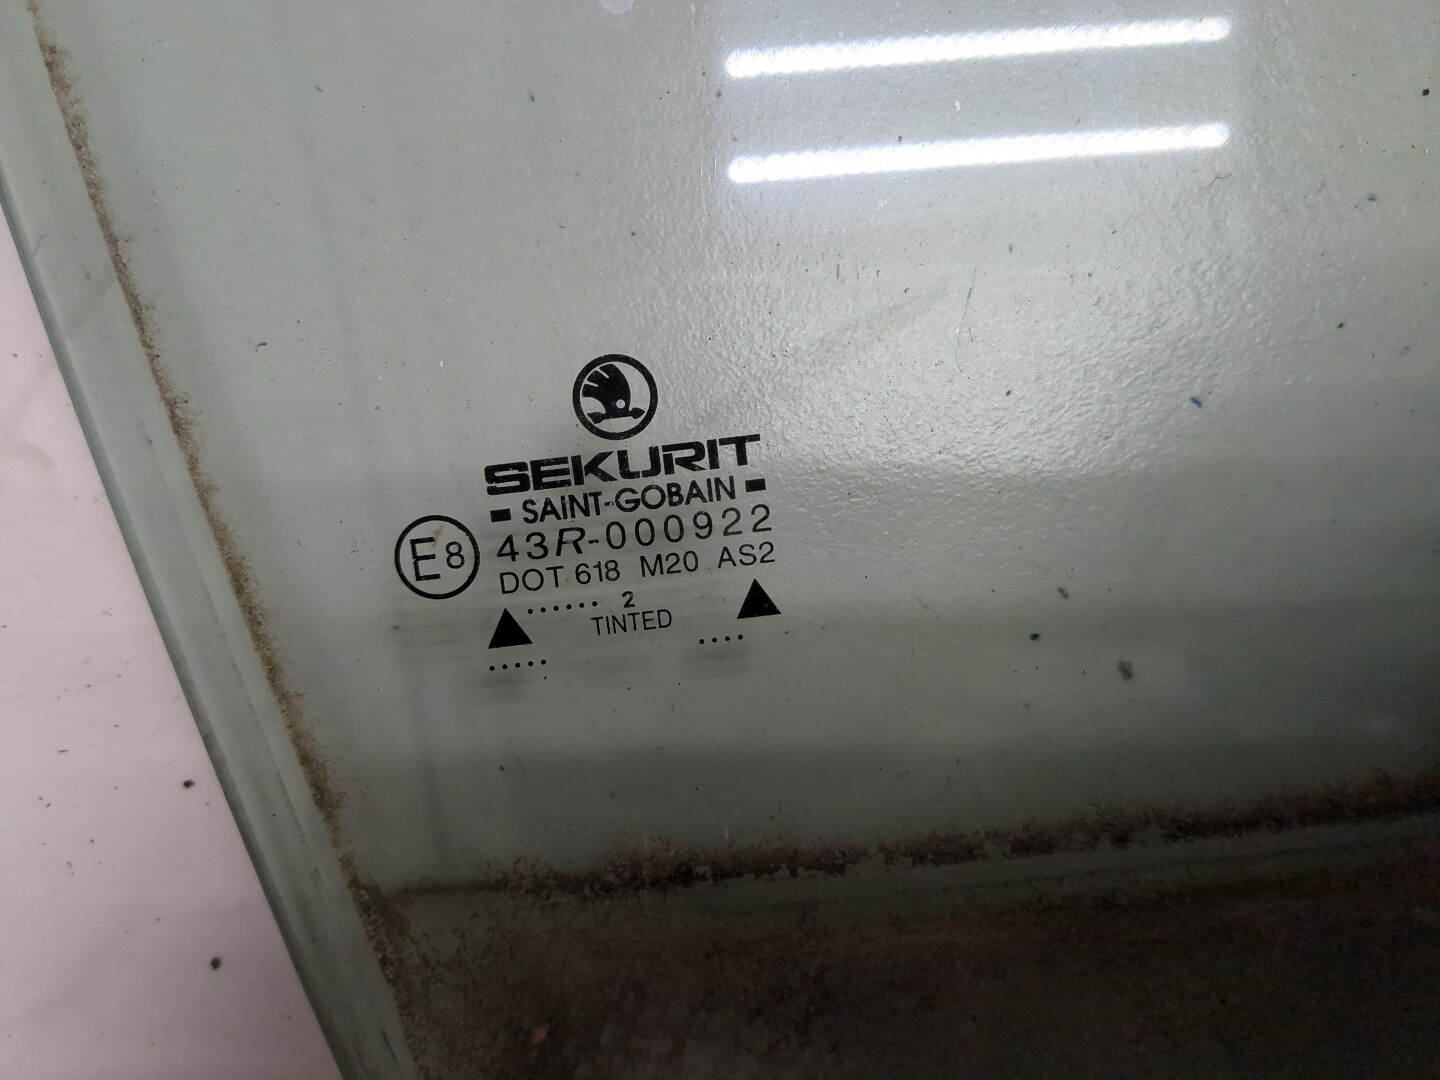 SEKURIT
SAINT-GOBAIN
E8 43R-000922
DOT 618 M20 AS2
...... 2
TINTED
..... ....